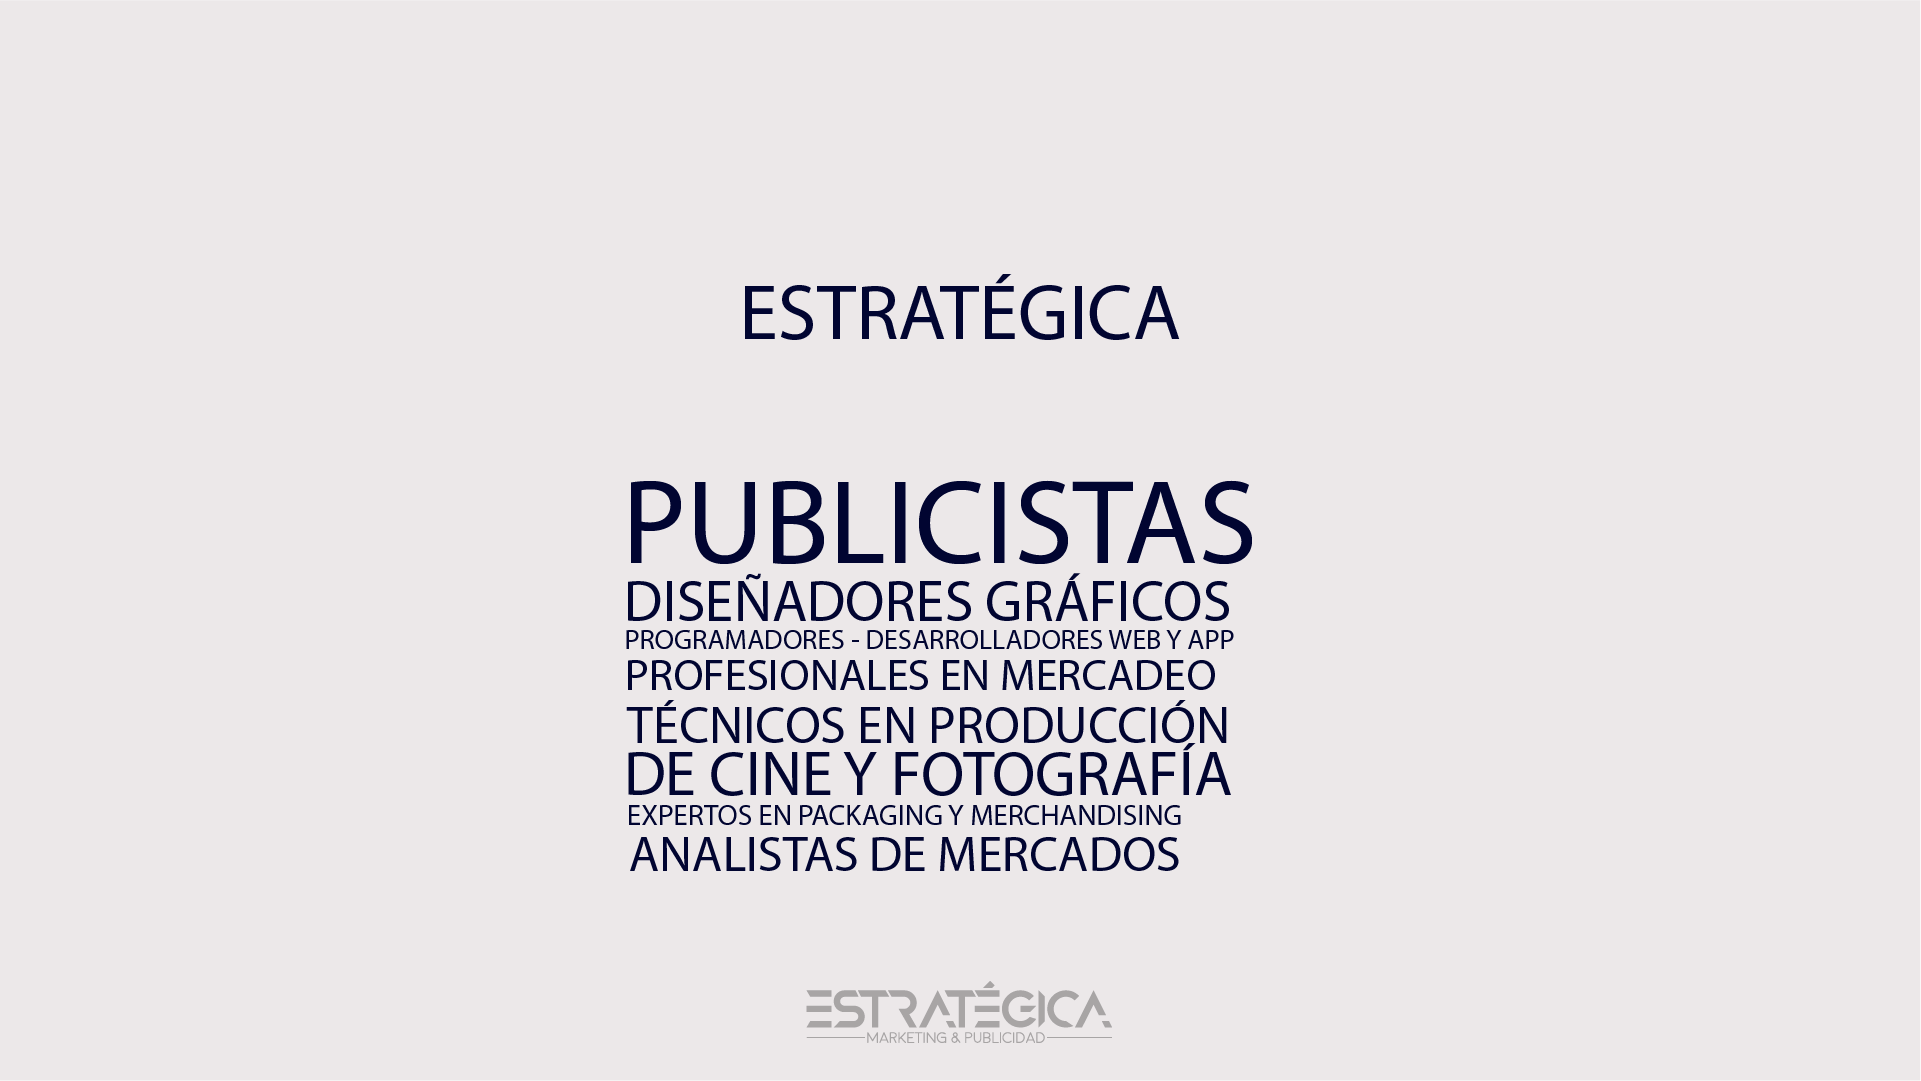 ESTRATÉGICA
PUBLICISTAS
DISEÑADORES GRÁFICOS
PROGRAMADORES - DESARROLLADORES WEB Y APP
PROFESIONALES EN MERCADEO
TÉCNICOS EN PRODUCCIÓN
DE CINE Y FOTOGRAFÍA
EXPERTOS EN PACKAGING Y MERCHANDISING
ANALISTAS DE MERCADOS
ESTRATÉGICA
MARKETING & PUBLICIDAD